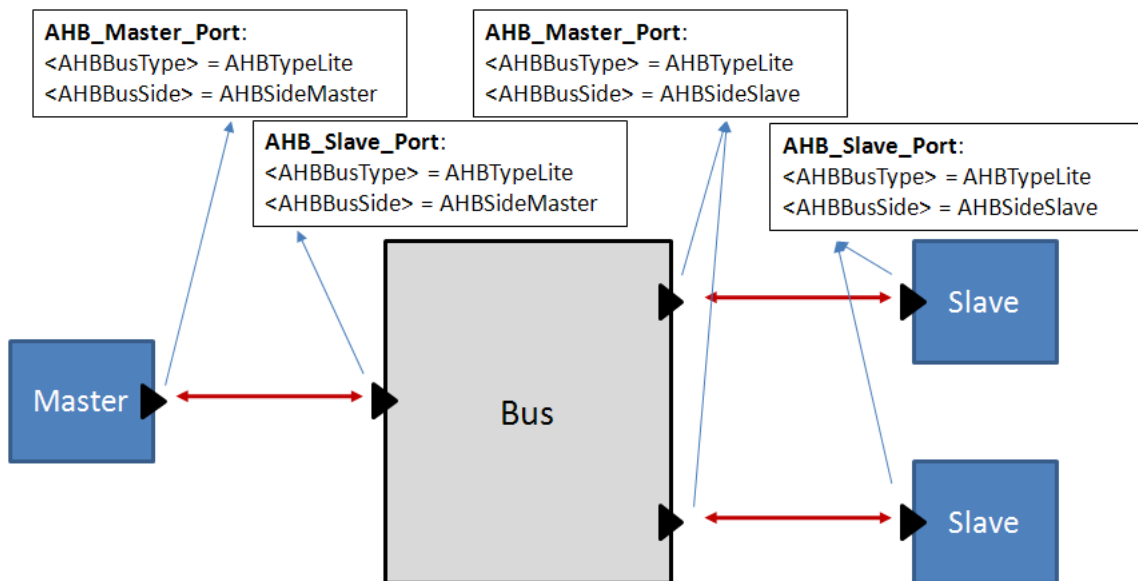 AHB_Master_Port:
<AHBBusType> = AHBTypeLite
<AHBBusSide> = AHBSideMaster
AHB_Master_Port:
<AHBBusType> = AHBTypeLite
<AHBBusSide> = AHBSideSlave
AHB_Slave_Port:
<AHBBusType> = AHBTypeLite
<AHBBusSide> = AHBSideMaster
AHB_Slave_Port:
<AHBBusType> = AHBTypeLite
<AHBBusSide> = AHBSideSlave
Master
Bus
Slave
Slave